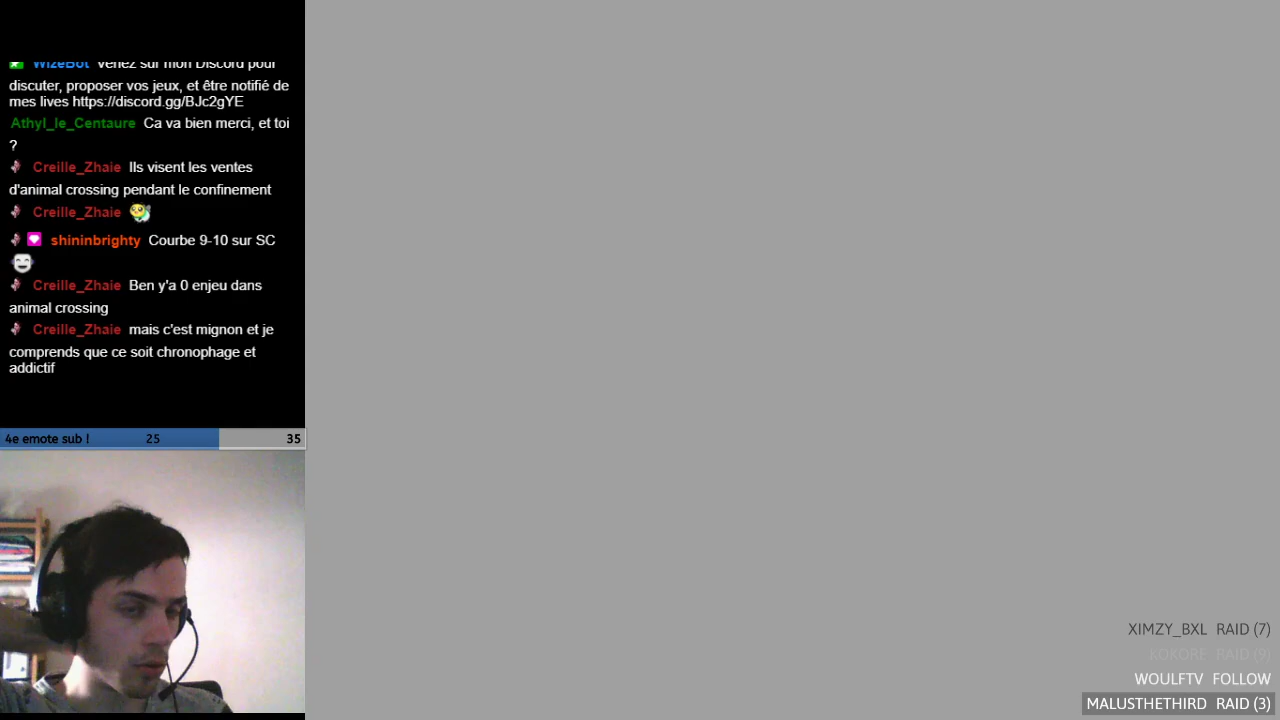 WizeBot Venez sur mon Discord pour
discuter, proposer vos jeux, et être notifié de
mes lives https://discord.gg/BJc2gYE
Athyl_le_Centaure Ca va bien merci, et toi
?
Creille_Zhaie Ils visent les ventes
d'animal crossing pendant le confinement
Creille_Zhaie
shininbrighty Courbe 9-10 sur SC
Creille_Zhaie Ben y'a 0 enjeu dans
animal crossing
Creille_Zhaie mais c'est mignon et je
comprends que ce soit chronophage et
addictif
4e emote sub ! 25 35
XIMZY_BXL RAID (7)
KOKORE RAID (9)
WOULFTV FOLLOW
MALUSTHETHIRD RAID (3)